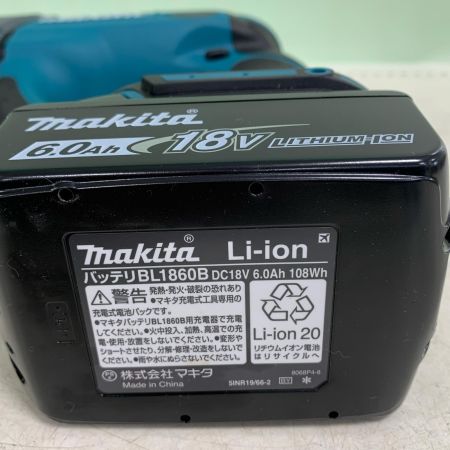 makita®
6.0Ah 18V LITHIUM-ION
makita Li-ion
バッテリBL1860B DC18V 6.0Ah 108Wh
警告 発熱・発火・破裂の恐れあり
●マキタ充電式工具専用の
充電式電池パックです。
●マキタバッテリBL1860B用充電器で充電
してください。●火中投入、加熱、高温での充
電・使用・放置をしないでください。●変形や
ショートさせたり、分解・修理・改造をしない
でください。●雨や水にぬらさないでください。
Li-ion 20
リチウムイオン電池
はリサイクルへ
株式会社マキタ
Made in China
5INR19/66-2